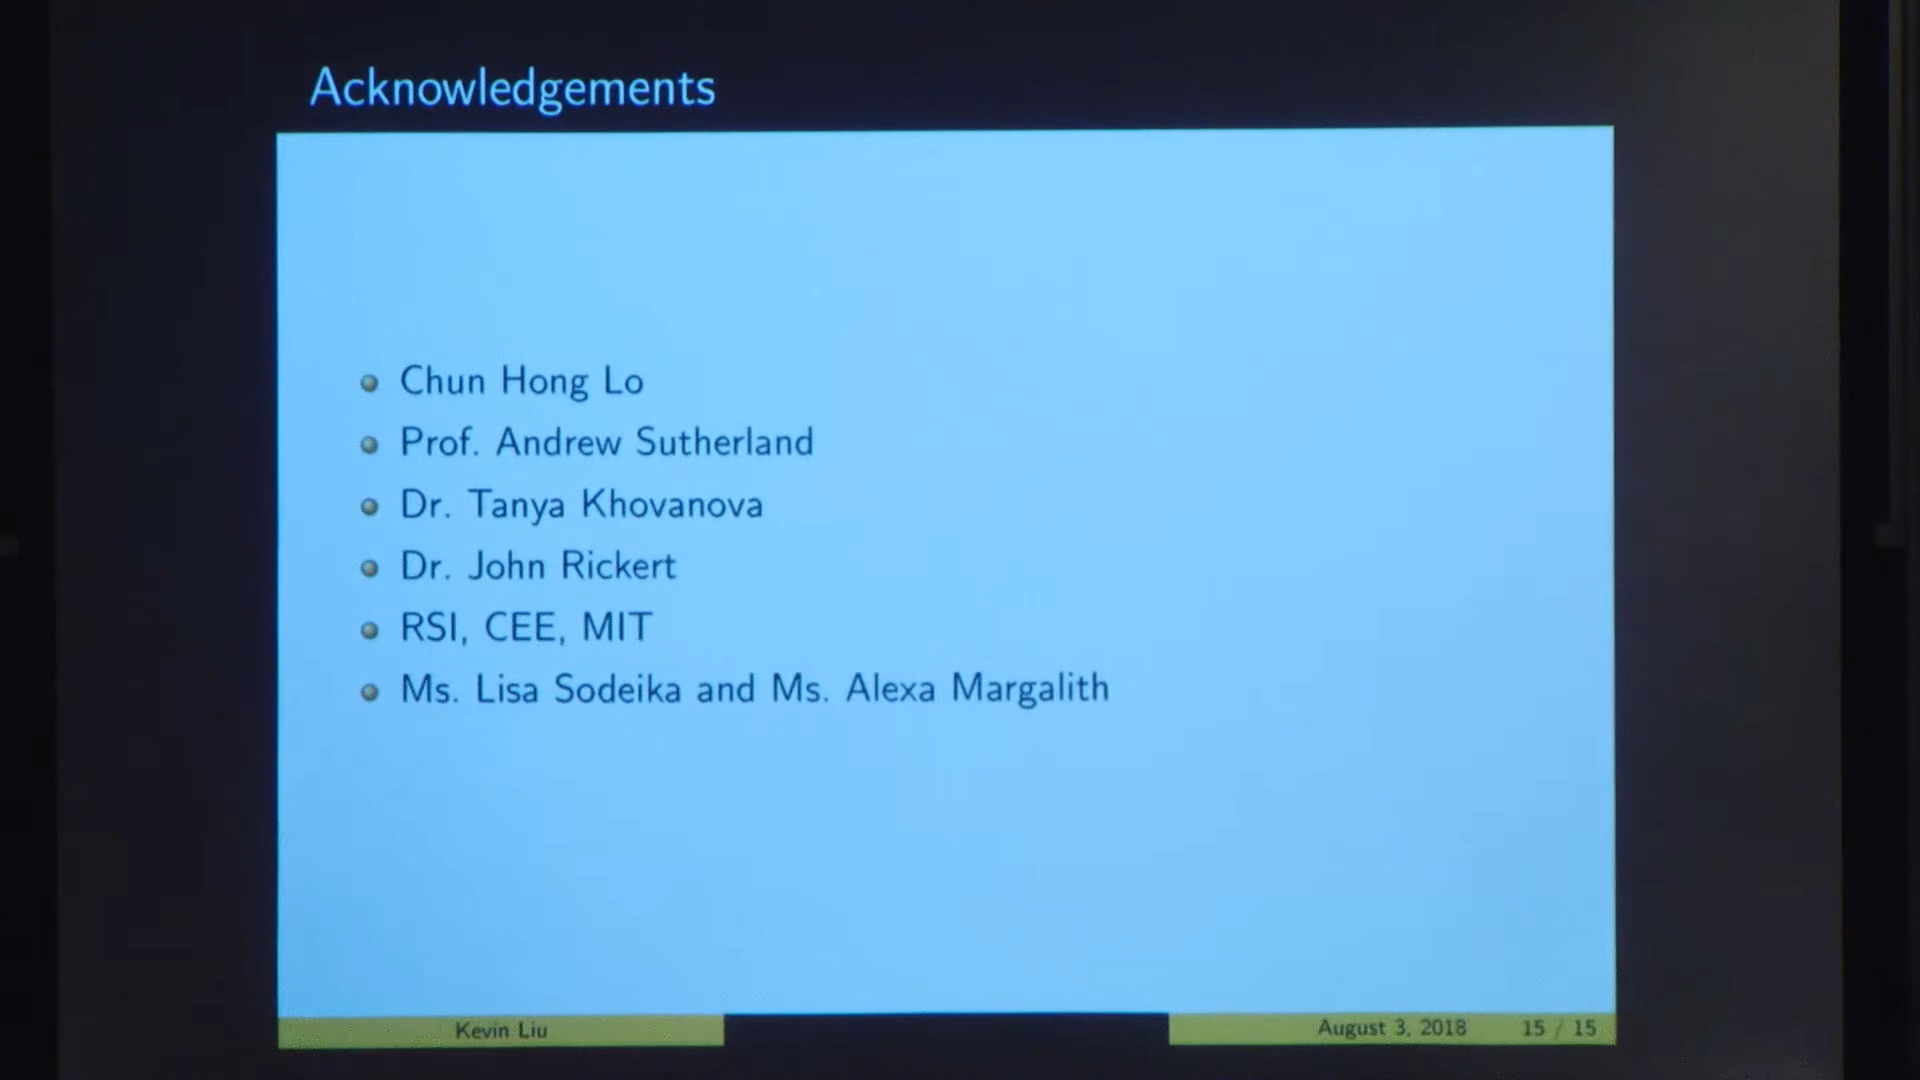 Acknowledgements
Chun Hong Lo
Prof. Andrew Sutherland
Dr. Tanya Khovanova
Dr. John Rickert
RSI, CEE, MIT
Ms. Lisa Sodeika and Ms. Alexa Margalith
Kevin Liu
August 3, 2018 15 / 15